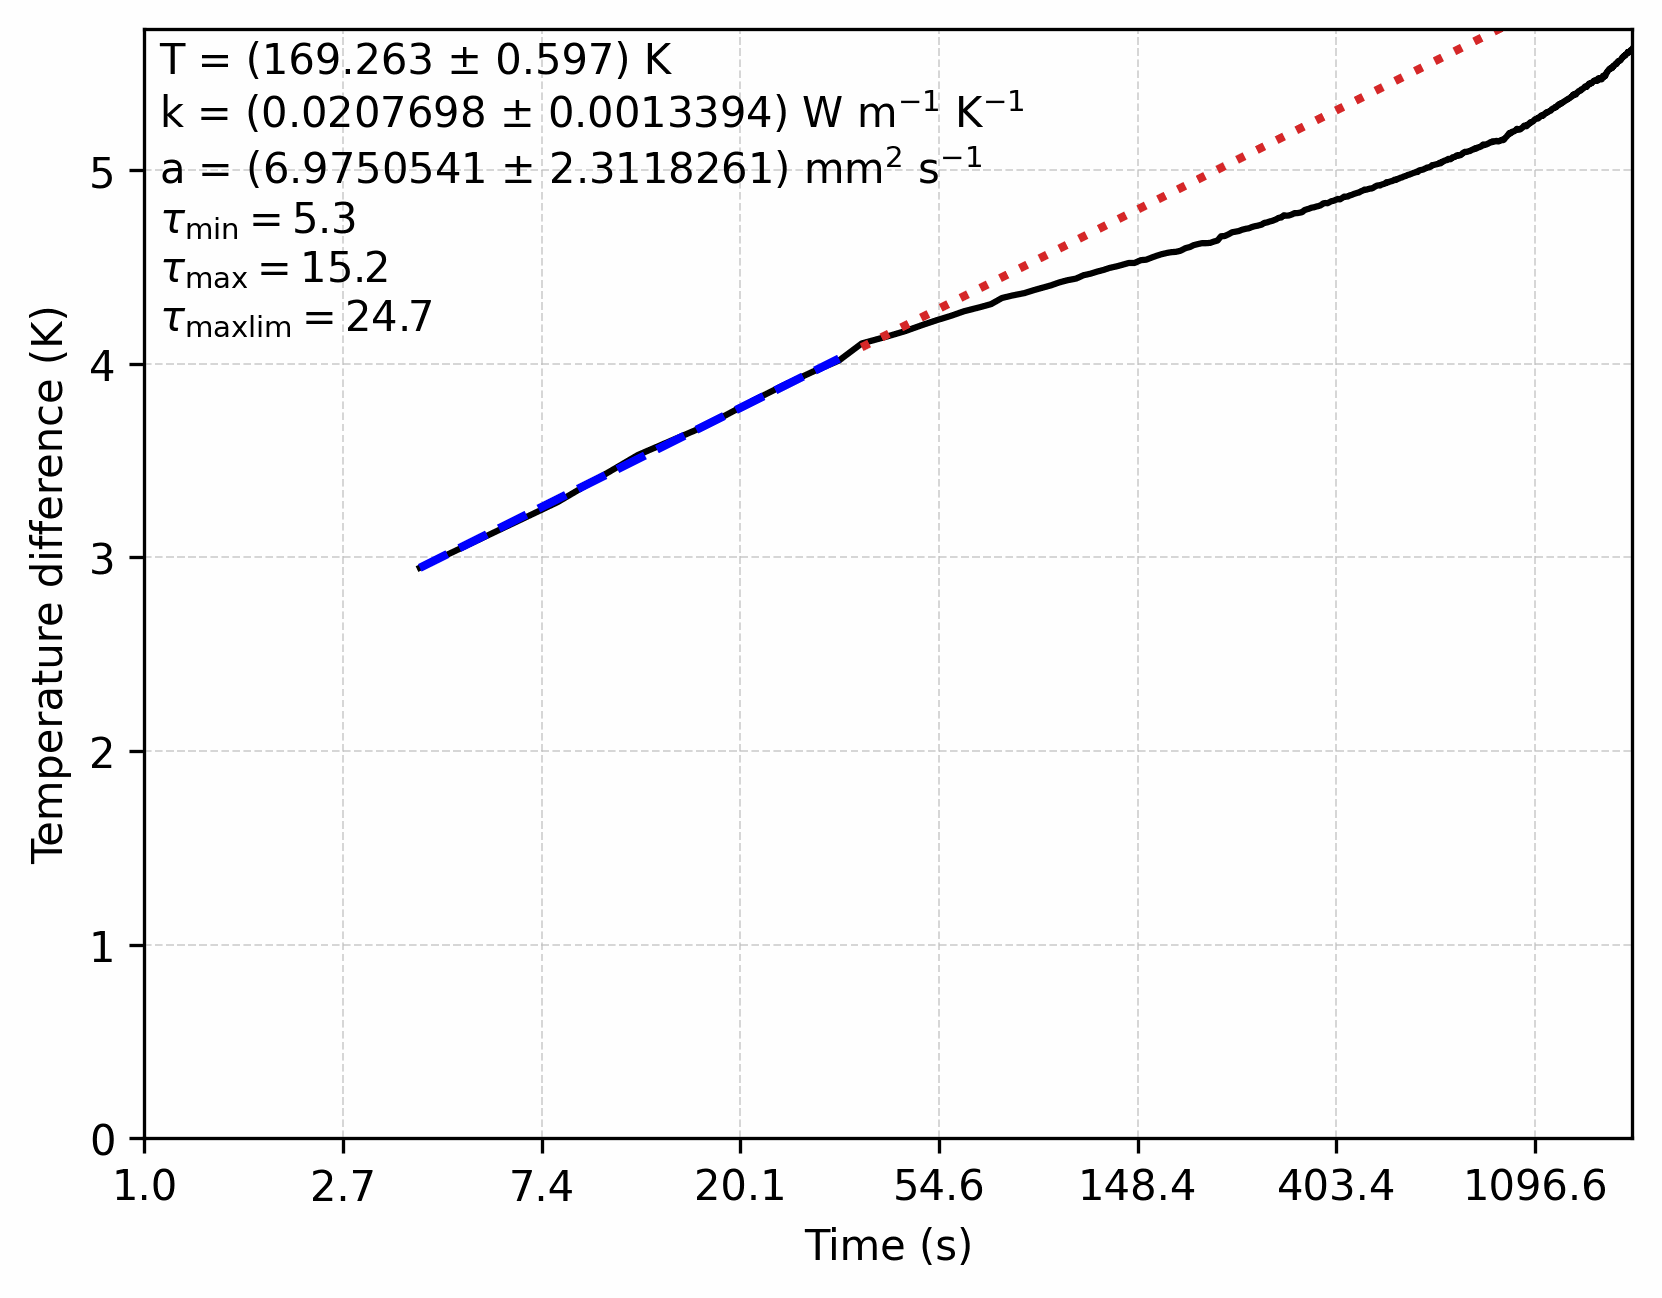 T = (169.263 ± 0.597) K
k = (0.0207698 ± 0.0013394) W m⁻¹ K⁻¹
a = (6.9750541 ± 2.3118261) mm² s⁻¹
τmin = 5.3
τmax = 15.2
τmaxlim = 24.7
Temperature difference (K)
5
4
3
2
1
0
1.0 2.7 7.4 20.1 54.6 148.4 403.4 1096.6
Time (s)